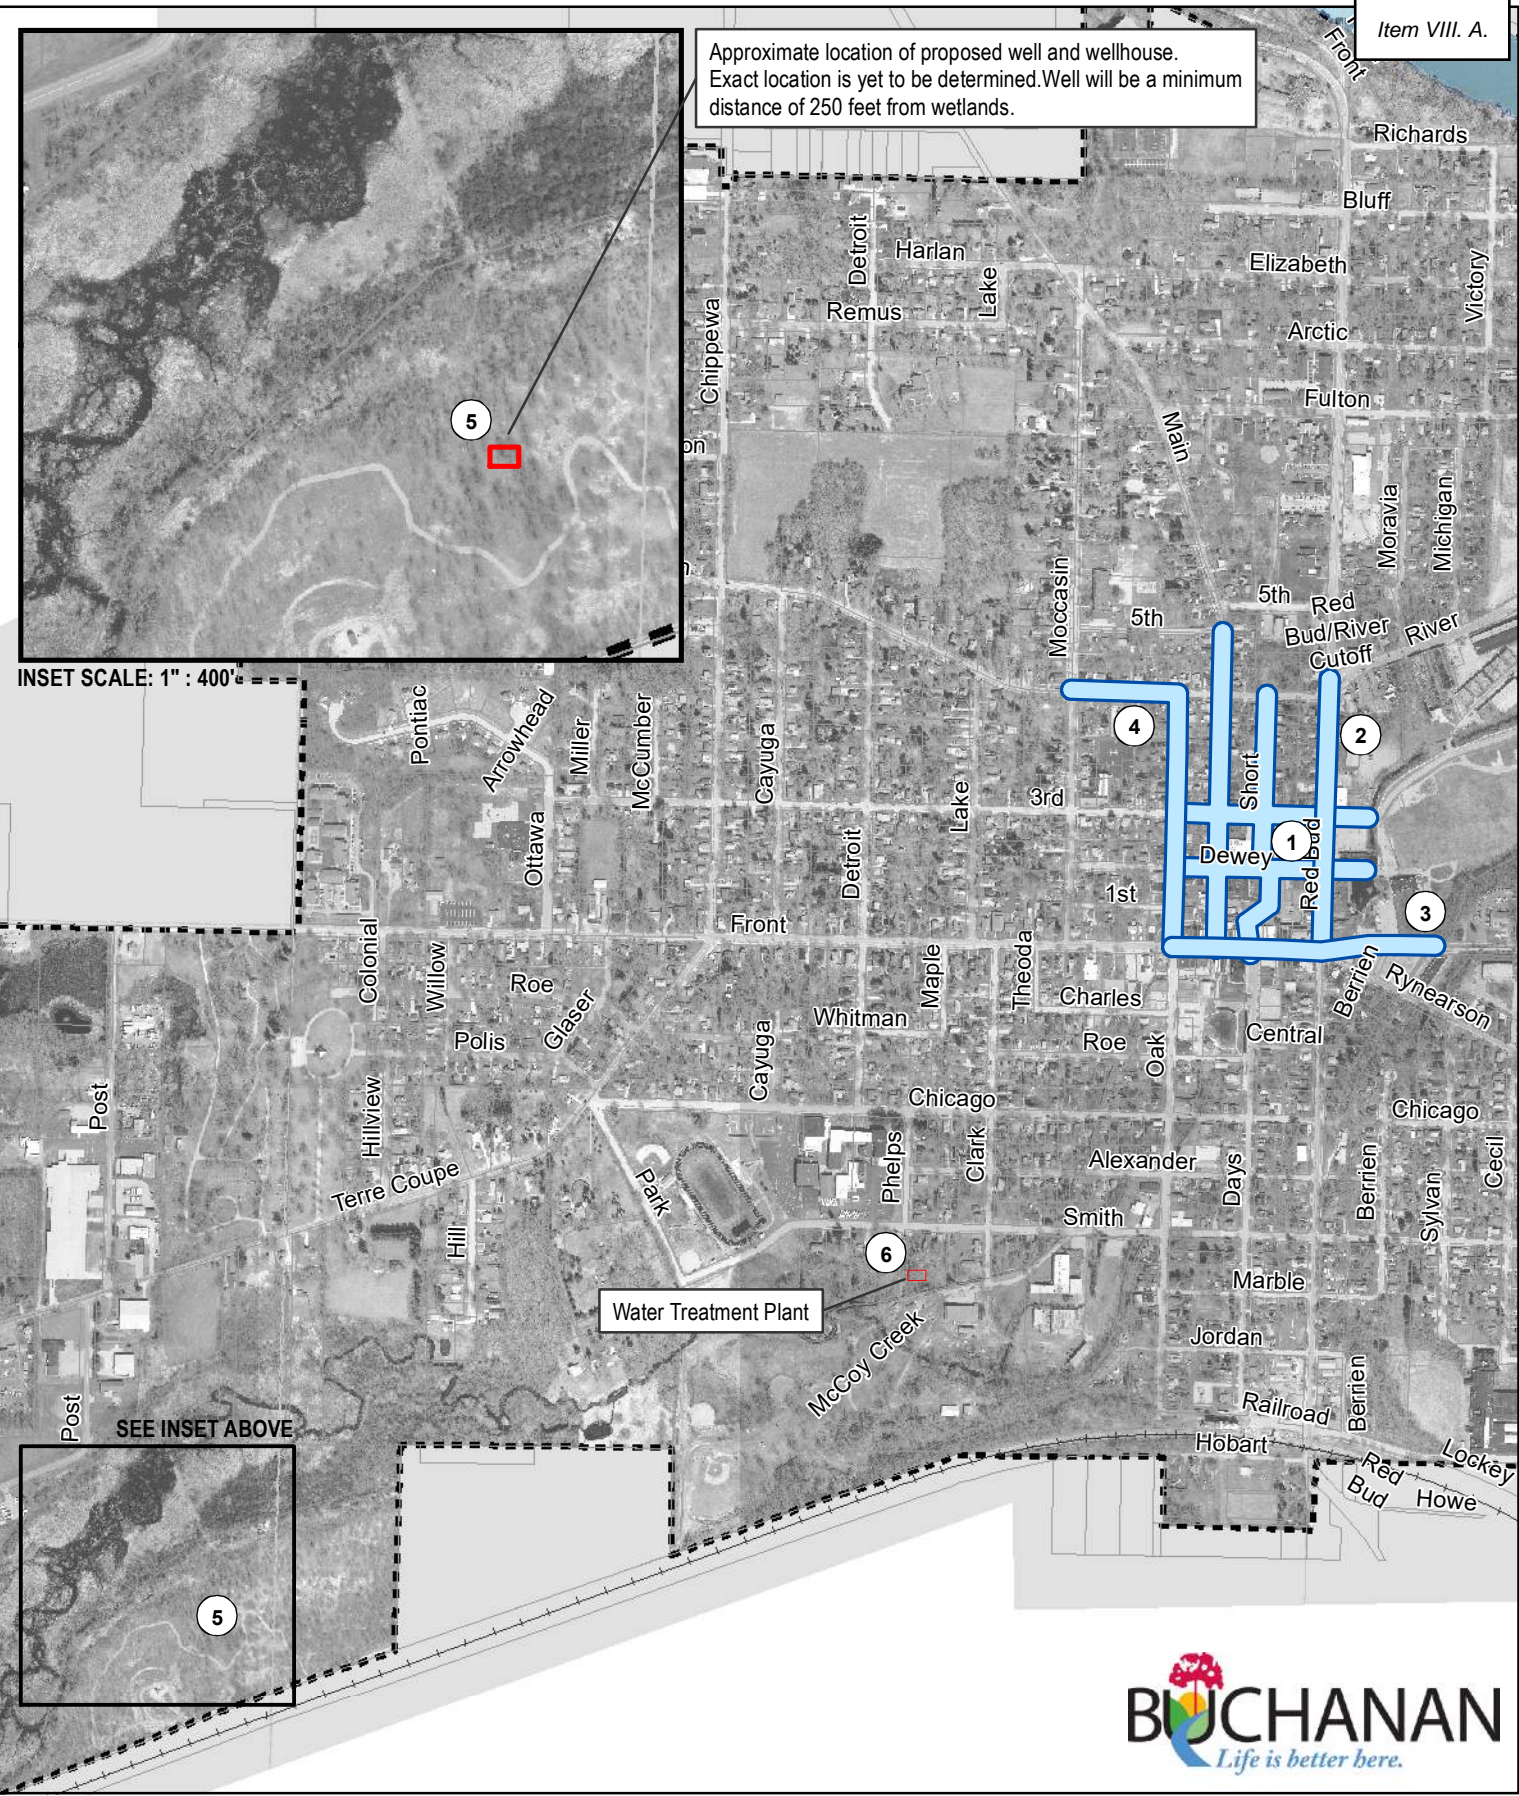 Item VIII. A.
Approximate location of proposed well and wellhouse.
Exact location is yet to be determined.Well will be a minimum
distance of 250 feet from wetlands.
Front
Richards
Bluff
Detroit
Harlan
Elizabeth
Lake
Victory
Remus
Arctic
Chippewa
Fulton
Main
5
on
Moravia
Michigan
Moccasin
5th
5th
Red
Bud/River
Cutoff
River
INSET SCALE: 1" : 400'
Pontiac
Arrowhead
Miller
McCumber
Cayuga
4
2
Short
3rd
Lake
Ottawa
Detroit
Dewey
1
Red Bud
1st
3
Front
Colonial
Willow
Roe
Maple
Theoda
Berrien
Rynearson
Charles
Glaser
Whitman
Polis
Cayuga
Roe
Oak
Central
Post
Hillview
Chicago
Chicago
Phelps
Clark
Alexander
Days
Berrien
Sylvan
Cecil
Terre Coupe
Park
Hill
Smith
6
Marble
Water Treatment Plant
McCoy Creek
Jordan
Post
Berrien
Railroad
SEE INSET ABOVE
Hobart
Lockey
Red
Bud
Howe
5
BUCHANAN
Life is better here.